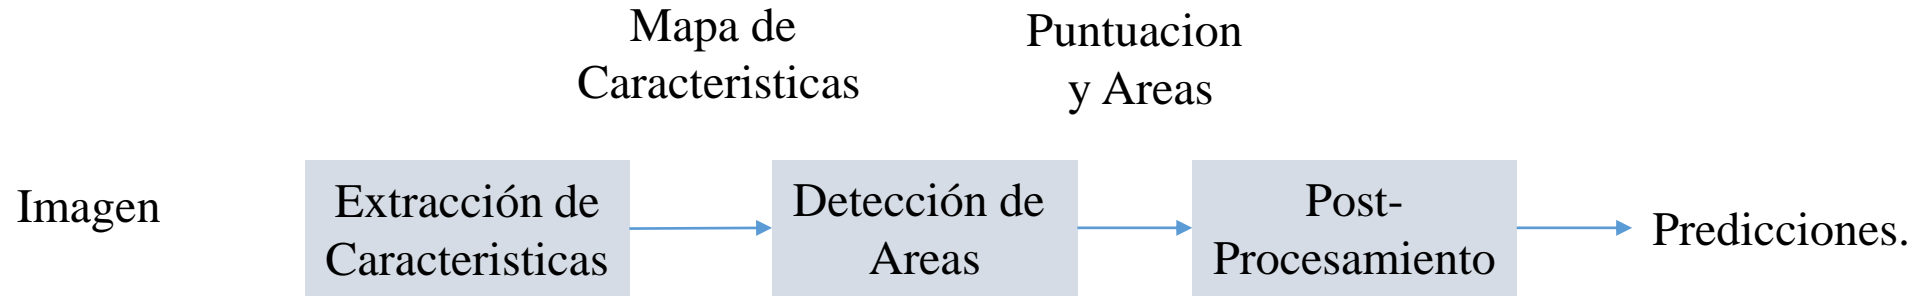 Mapa de
Caracteristicas
Puntuacion
y Areas
Imagen
Extracción de
Caracteristicas
Detección de
Areas
Post-
Procesamiento
Predicciones.